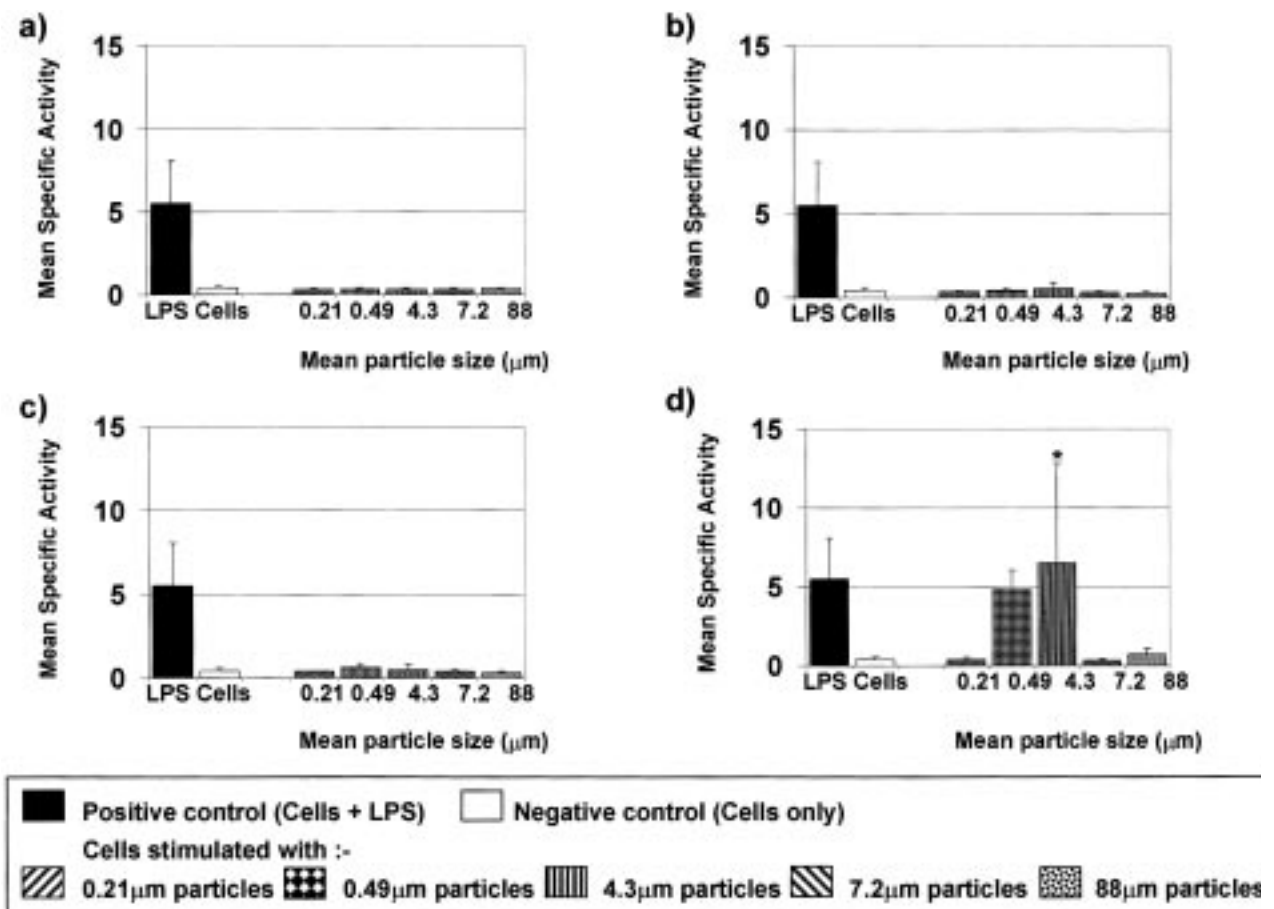 a)
15
10
5
0
Mean Specific Activity
LPS Cells
0.21 0.49 4.3 7.2 88
Mean particle size (μm)
b)
15
10
5
0
Mean Specific Activity
LPS Cells
0.21 0.49 4.3 7.2 88
Mean particle size (μm)
c)
15
10
5
0
Mean Specific Activity
LPS Cells
0.21 0.49 4.3 7.2 88
Mean particle size (μm)
d)
15
10
5
0
Mean Specific Activity
*
LPS Cells
0.21 0.49 4.3 7.2 88
Mean particle size (μm)
Positive control (Cells + LPS) Negative control (Cells only)
Cells stimulated with :-
0.21μm particles 0.49μm particles 4.3μm particles 7.2μm particles 88μm particles